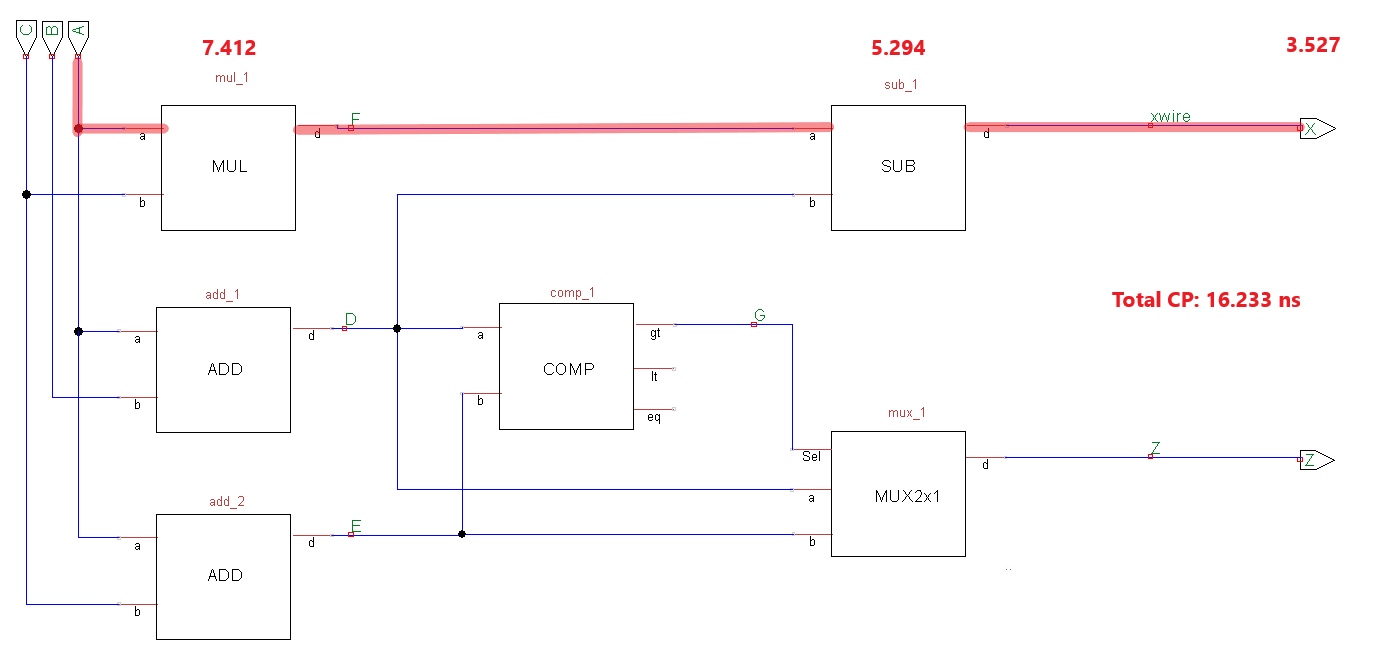 C B A
7.412
5.294
3.527
mul_1
sub_1
a
MUL
b
d
F
a
SUB
b
d
xwire
X
add_1
a
ADD
b
d
D
comp_1
a
COMP
b
gt
lt
eq
G
Total CP: 16.233 ns
mux_1
Sel
a
MUX2x1
b
d
Z
Z
add_2
a
ADD
b
d
E